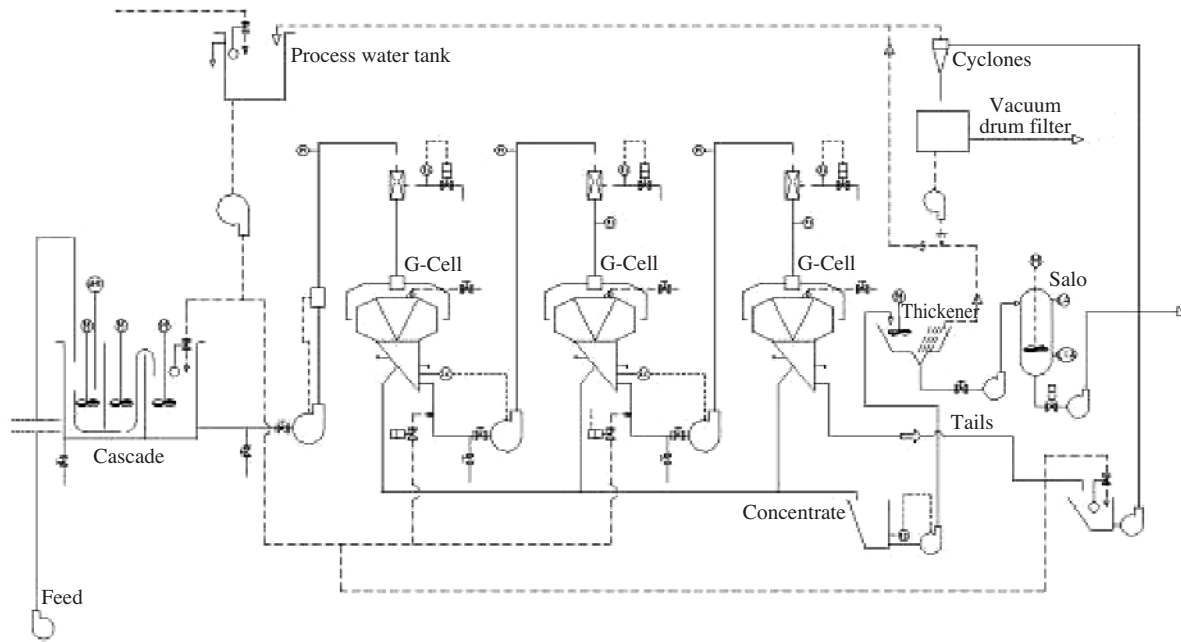 Process water tank
Cyclones
Vacuum
drum filter
G-Cell
G-Cell
G-Cell
Salo
Thickener
Cascade
Tails
Concentrate
Feed